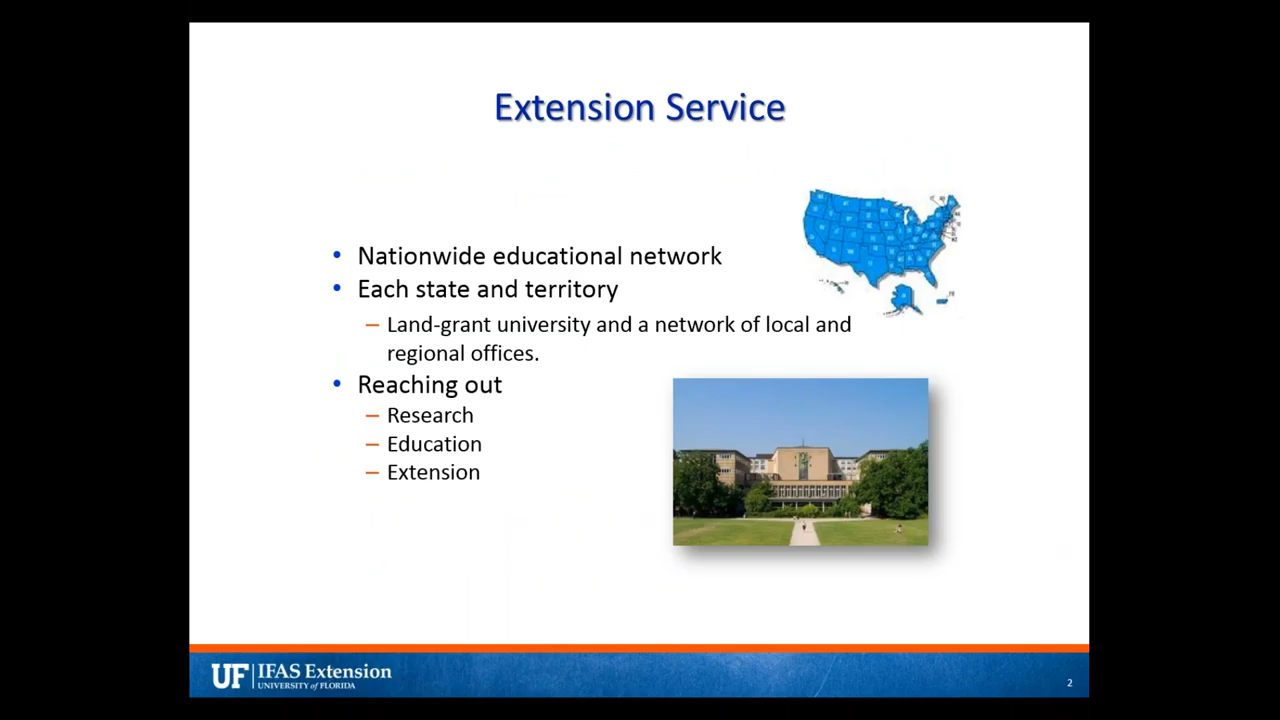 Extension Service
• Nationwide educational network
• Each state and territory
– Land-grant university and a network of local and
regional offices.
• Reaching out
– Research
– Education
– Extension
UF IFAS Extension
UNIVERSITY of FLORIDA
2